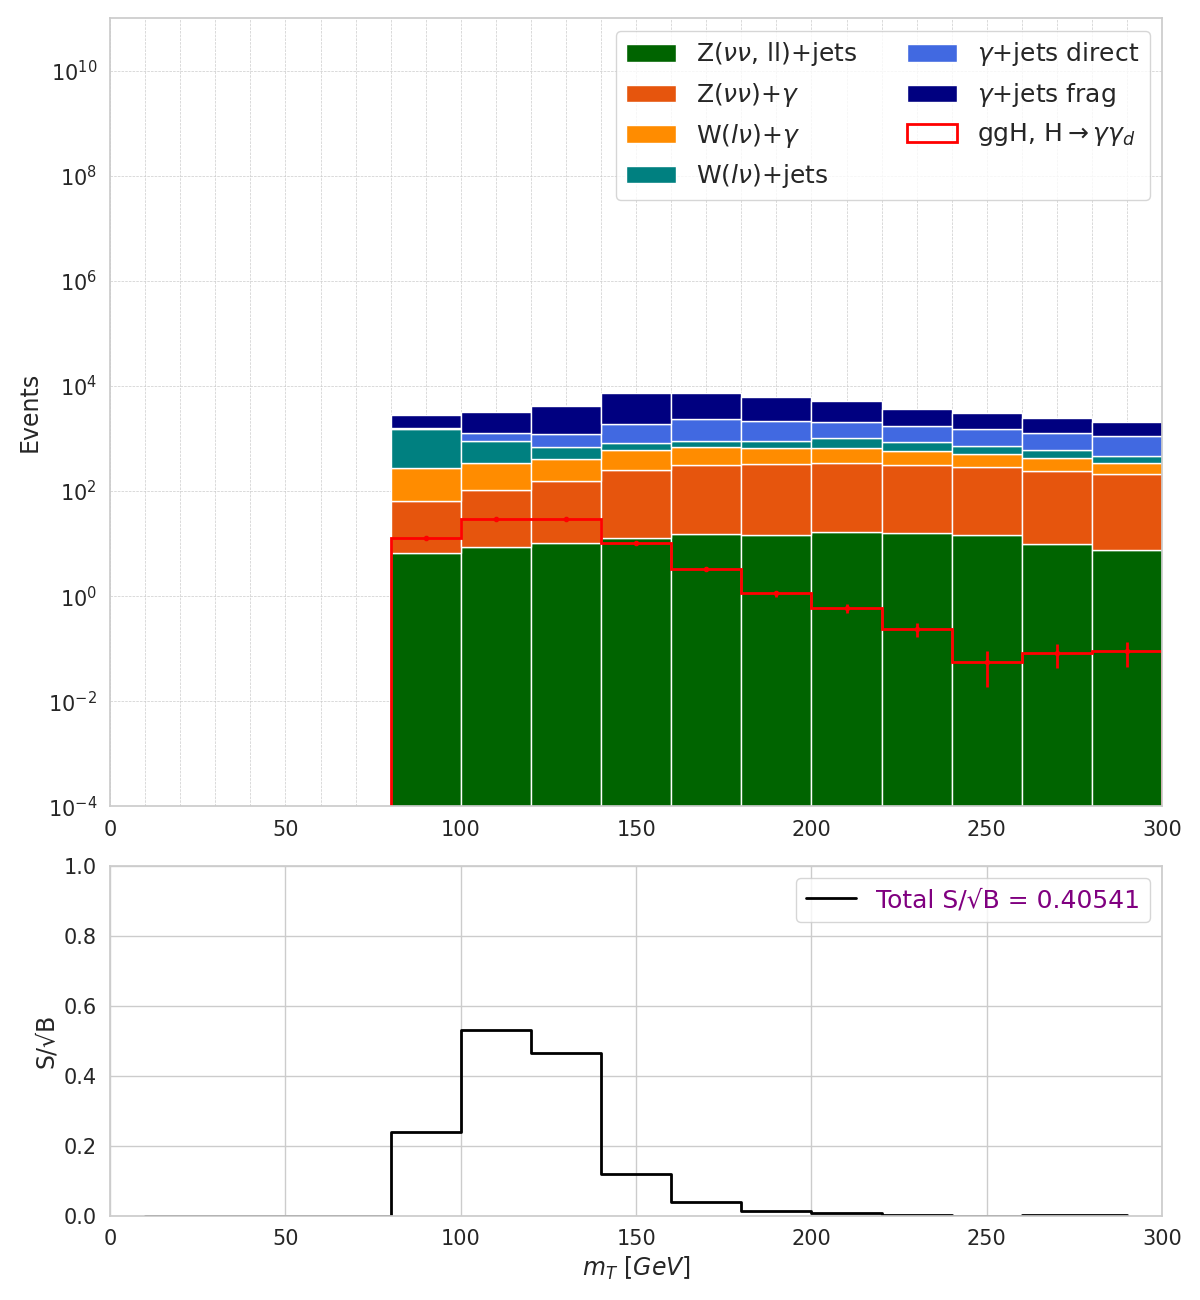 Events
10^10
10^8
10^6
10^4
10^2
10^0
10^−2
10^−4
Z(νν, ll)+jets
Z(νν)+γ
W(lν)+γ
W(lν)+jets
γ+jets direct
γ+jets frag
ggH, H→γγ_d
0 50 100 150 200 250 300
S/√B
1.0
0.8
0.6
0.4
0.2
0.0
Total S/√B = 0.40541
0 50 100 150 200 250 300
m_T [GeV]